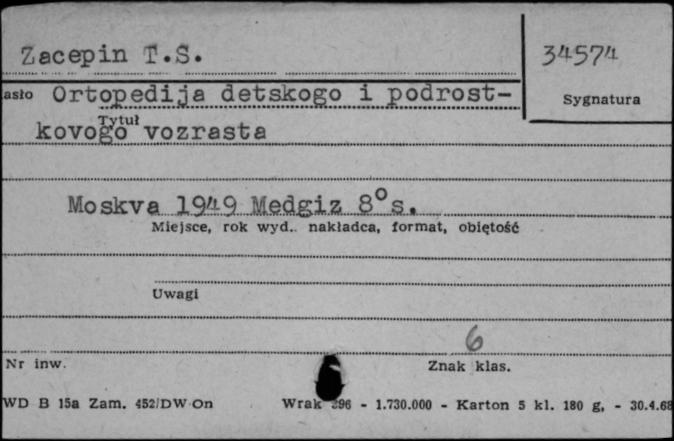 Zacepin T.S.
34574
asło Ortopedija detskogo i podrost-
Sygnatura
Tytuł
kovogo vozrasta
Moskva 1949 Medgiz 8° s.
Miejsce, rok wyd.. nakładca, format, objętość
Uwagi
6
Nr inw.
Znak klas.
WD B 15a Zam. 452/DW On Wrak 396 - 1.730.000 - Karton 5 kl. 180 g, - 30.4.68